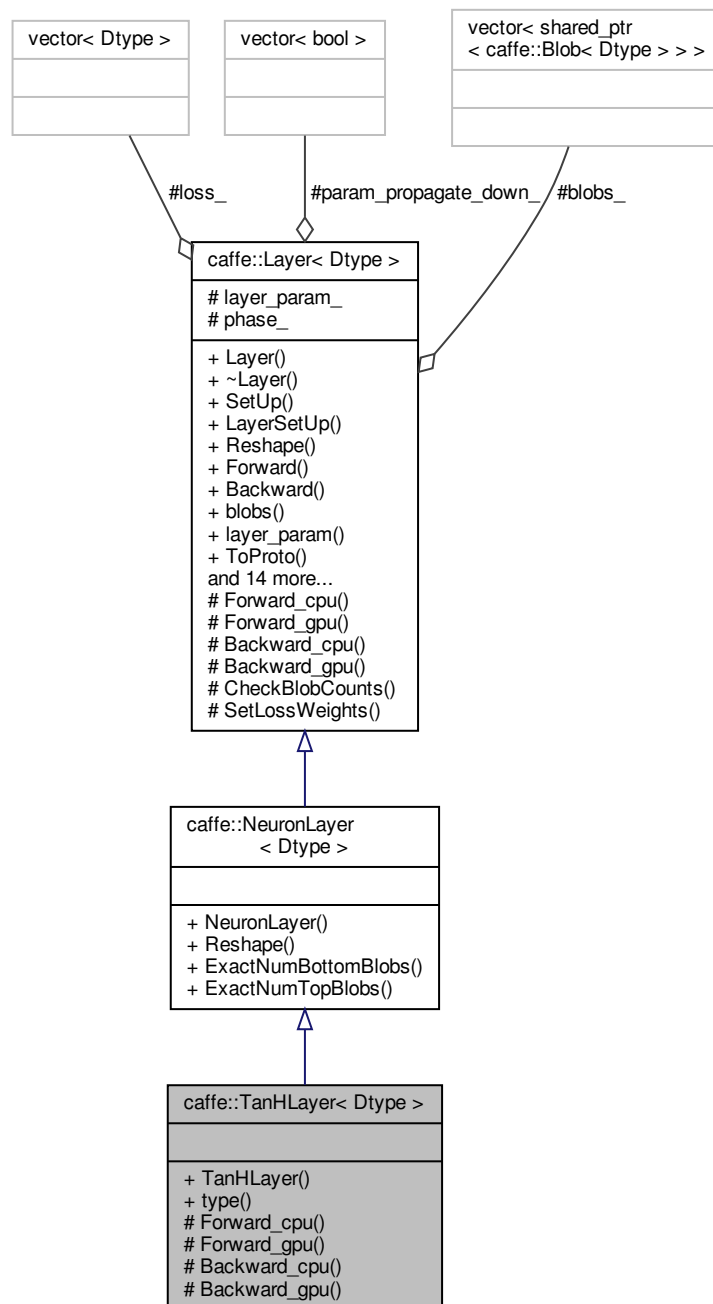 vector< Dtype >
vector< bool >
vector< shared_ptr
< caffe::Blob< Dtype > > >
#loss_
#param_propagate_down_
#blobs_
caffe::Layer< Dtype >
# layer_param_
# phase_
+ Layer()
+ ~Layer()
+ SetUp()
+ LayerSetUp()
+ Reshape()
+ Forward()
+ Backward()
+ blobs()
+ layer_param()
+ ToProto()
and 14 more...
# Forward_cpu()
# Forward_gpu()
# Backward_cpu()
# Backward_gpu()
# CheckBlobCounts()
# SetLossWeights()
caffe::NeuronLayer
< Dtype >
+ NeuronLayer()
+ Reshape()
+ ExactNumBottomBlobs()
+ ExactNumTopBlobs()
caffe::TanHLayer< Dtype >
+ TanHLayer()
+ type()
# Forward_cpu()
# Forward_gpu()
# Backward_cpu()
# Backward_gpu()